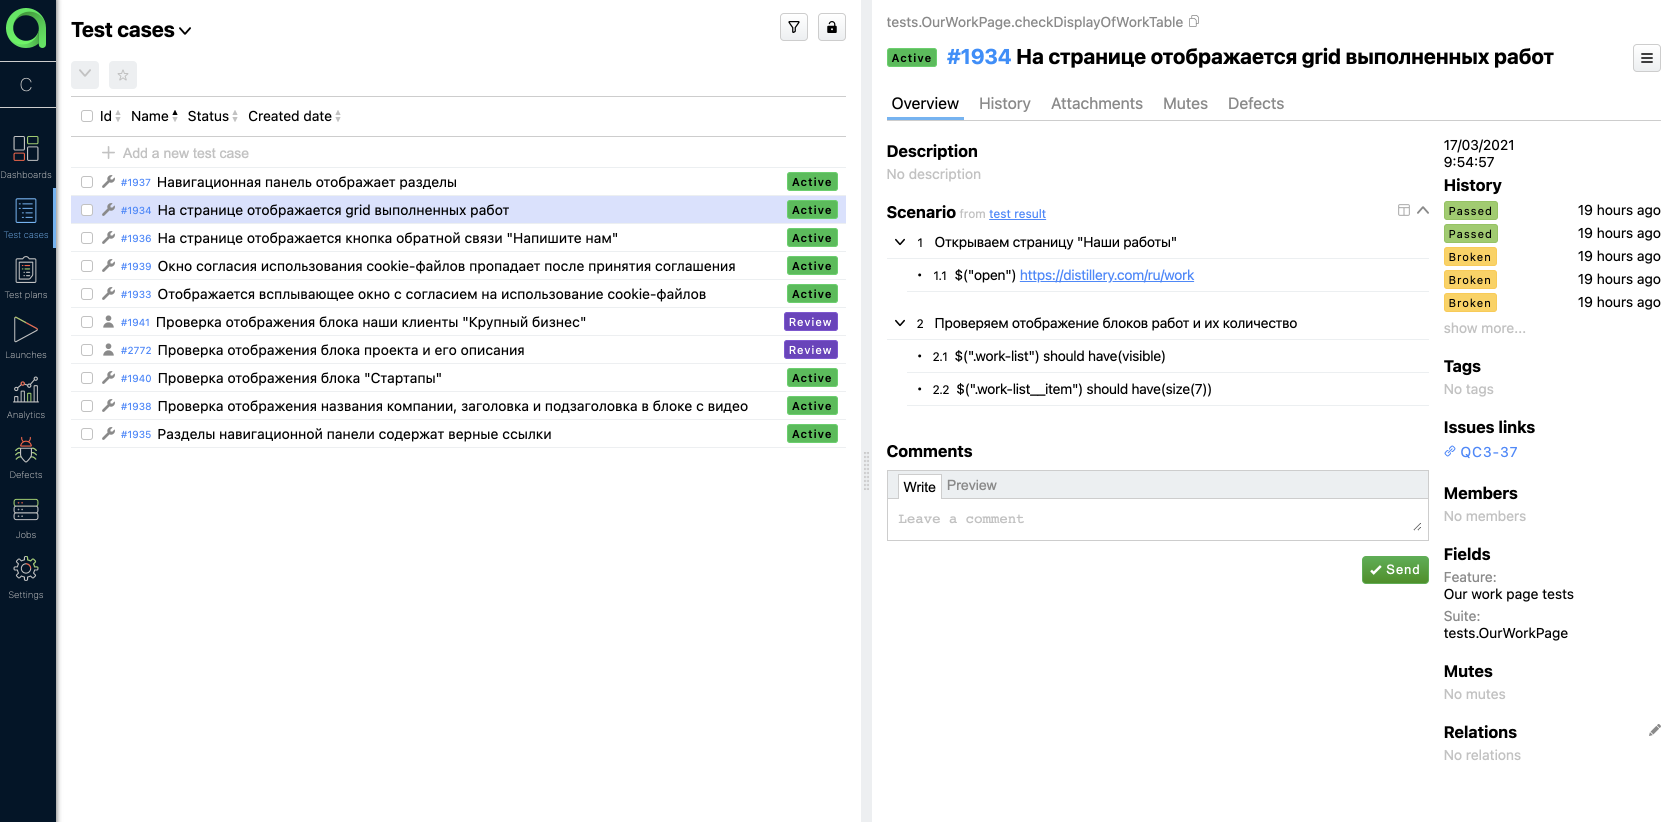 C
Dashboards
Test cases
Test plans
Launches
Analytics
Defects
Jobs
Settings
Test cases
Id Name Status Created date
Add a new test case
#1937 Навигационная панель отображает разделы Active
#1934 На странице отображается grid выполненных работ Active
#1936 На странице отображается кнопка обратной связи "Напишите нам" Active
#1939 Окно согласия использования cookie-файлов пропадает после принятия соглашения Active
#1933 Отображается всплывающее окно с согласием на использование cookie-файлов Active
#1941 Проверка отображения блока наши клиенты "Крупный бизнес" Review
#2772 Проверка отображения блока проекта и его описания Review
#1940 Проверка отображения блока "Стартапы" Active
#1938 Проверка отображения названия компании, заголовка и подзаголовка в блоке с видео Active
#1935 Разделы навигационной панели содержат верные ссылки Active
tests.OurWorkPage.checkDisplayOfWorkTable
Active #1934 На странице отображается grid выполненных работ
Overview History Attachments Mutes Defects
Description
No description
Scenario from test result
1 Открываем страницу "Наши работы"
1.1 $("open") https://distillery.com/ru/work
2 Проверяем отображение блоков работ и их количество
2.1 $(".work-list") should have(visible)
2.2 $(".work-list__item") should have(size(7))
Comments
Write Preview
Leave a comment
Send
17/03/2021
9:54:57
History
Passed 19 hours ago
Passed 19 hours ago
Broken 19 hours ago
Broken 19 hours ago
Broken 19 hours ago
show more...
Tags
No tags
Issues links
QC3-37
Members
No members
Fields
Feature:
Our work page tests
Suite:
tests.OurWorkPage
Mutes
No mutes
Relations
No relations